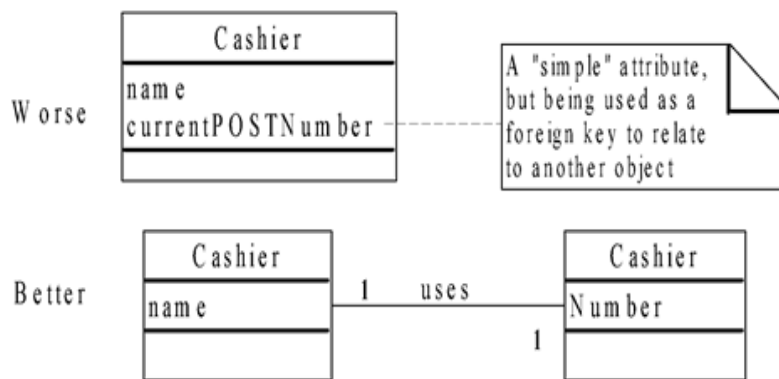 Cashier
name
currentPOSTNumber
A "simple" attribute,
but being used as a
foreign key to relate
to another object
Worse
Cashier
name
1 uses
1
Cashier
Number
Better